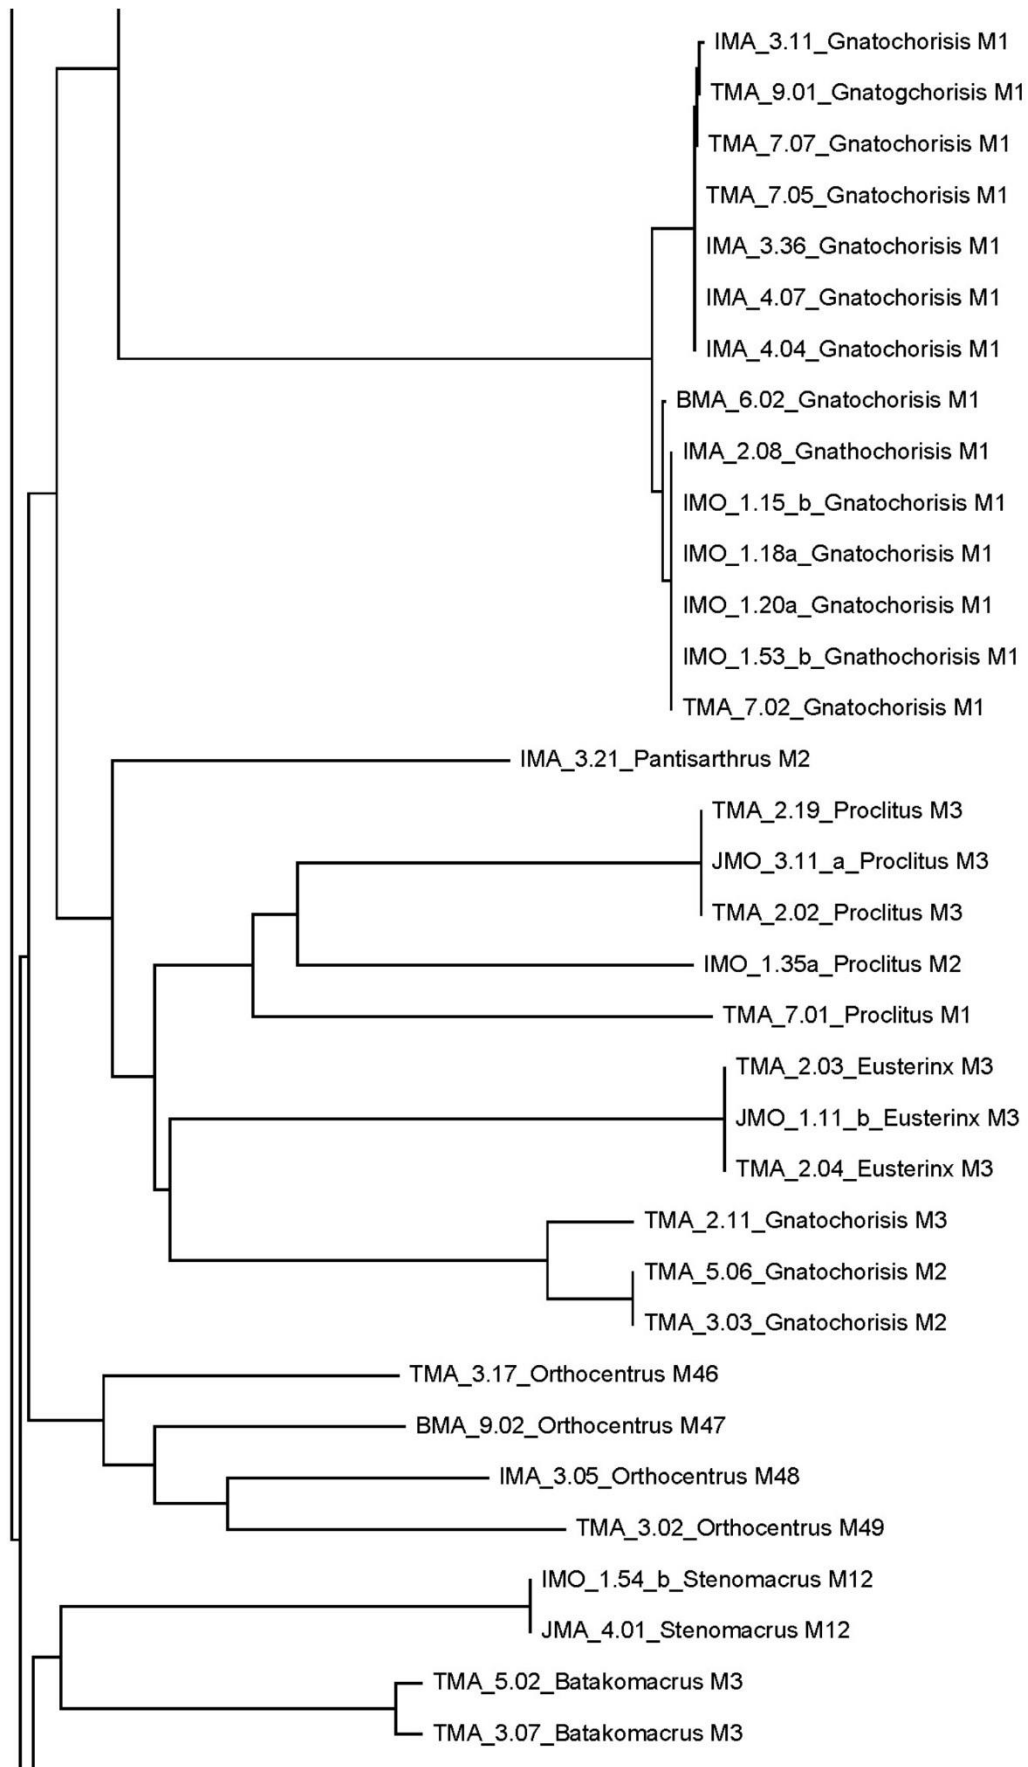 IMA_3.11_Gnatochorisis M1
TMA_9.01_Gnatogchorisis M1
TMA_7.07_Gnatochorisis M1
TMA_7.05_Gnatochorisis M1
IMA_3.36_Gnatochorisis M1
IMA_4.07_Gnatochorisis M1
IMA_4.04_Gnatochorisis M1
BMA_6.02_Gnatochorisis M1
IMA_2.08_Gnathochorisis M1
IMO_1.15_b_Gnatochorisis M1
IMO_1.18a_Gnatochorisis M1
IMO_1.20a_Gnatochorisis M1
IMO_1.53_b_Gnathochorisis M1
TMA_7.02_Gnatochorisis M1
IMA_3.21_Pantisarthrus M2
TMA_2.19_Proclitus M3
JMO_3.11_a_Proclitus M3
TMA_2.02_Proclitus M3
IMO_1.35a_Proclitus M2
TMA_7.01_Proclitus M1
TMA_2.03_Eusterinx M3
JMO_1.11_b_Eusterinx M3
TMA_2.04_Eusterinx M3
TMA_2.11_Gnatochorisis M3
TMA_5.06_Gnatochorisis M2
TMA_3.03_Gnatochorisis M2
TMA_3.17_Orthocentrus M46
BMA_9.02_Orthocentrus M47
IMA_3.05_Orthocentrus M48
TMA_3.02_Orthocentrus M49
IMO_1.54_b_Stenomacrus M12
JMA_4.01_Stenomacrus M12
TMA_5.02_Batakomacrus M3
TMA_3.07_Batakomacrus M3